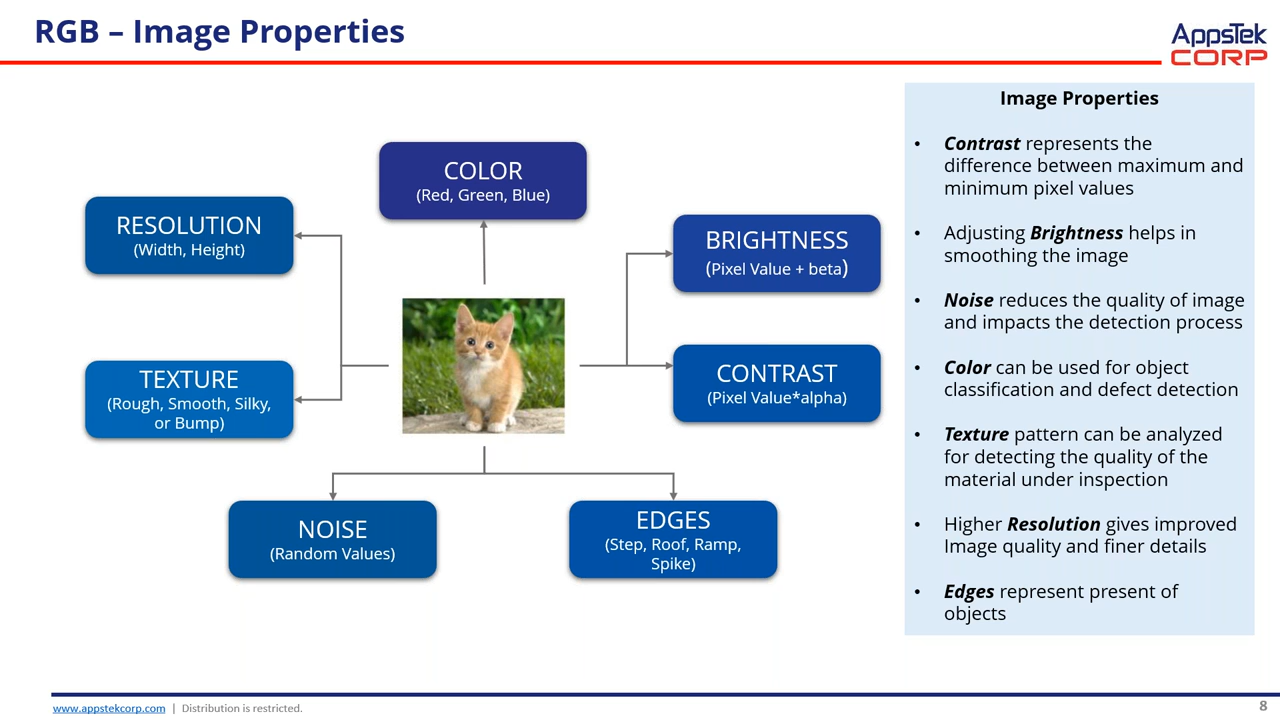 RGB – Image Properties
AppsTek
CORP
COLOR
(Red, Green, Blue)
RESOLUTION
(Width, Height)
BRIGHTNESS
(Pixel Value + beta)
TEXTURE
(Rough, Smooth, Silky,
or Bump)
CONTRAST
(Pixel Value*alpha)
NOISE
(Random Values)
EDGES
(Step, Roof, Ramp,
Spike)
Image Properties
• Contrast represents the
difference between maximum and
minimum pixel values
• Adjusting Brightness helps in
smoothing the image
• Noise reduces the quality of image
and impacts the detection process
• Color can be used for object
classification and defect detection
• Texture pattern can be analyzed
for detecting the quality of the
material under inspection
• Higher Resolution gives improved
Image quality and finer details
• Edges represent present of
objects
www.appstekcorp.com | Distribution is restricted.
8